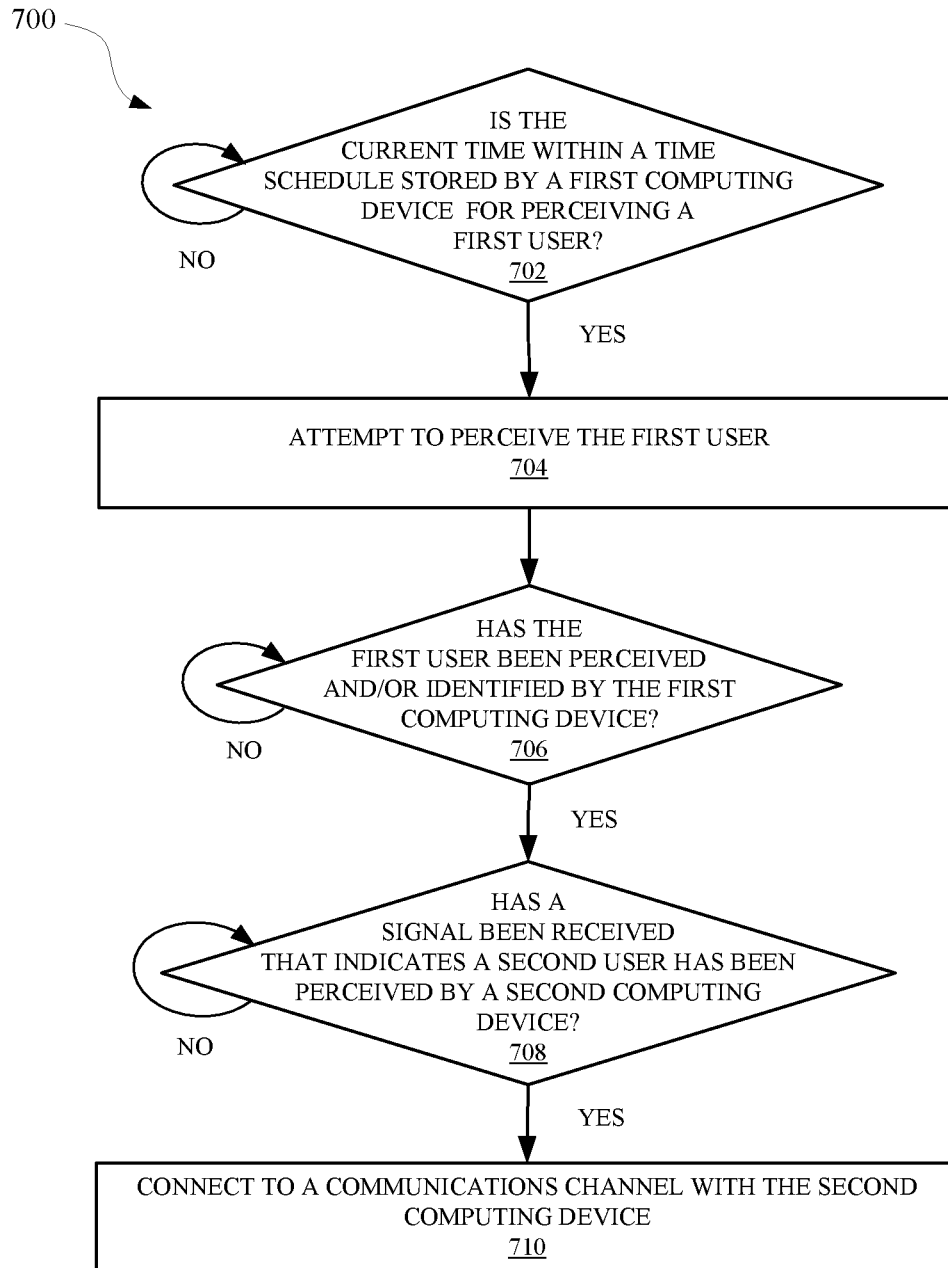 700
IS THE
CURRENT TIME WITHIN A TIME
SCHEDULE STORED BY A FIRST COMPUTING
DEVICE FOR PERCEIVING A
FIRST USER?
702
NO
YES
ATTEMPT TO PERCEIVE THE FIRST USER
704
HAS THE
FIRST USER BEEN PERCEIVED
AND/OR IDENTIFIED BY THE FIRST
COMPUTING DEVICE?
706
NO
YES
HAS A
SIGNAL BEEN RECEIVED
THAT INDICATES A SECOND USER HAS BEEN
PERCEIVED BY A SECOND COMPUTING
DEVICE?
708
NO
YES
CONNECT TO A COMMUNICATIONS CHANNEL WITH THE SECOND
COMPUTING DEVICE
710